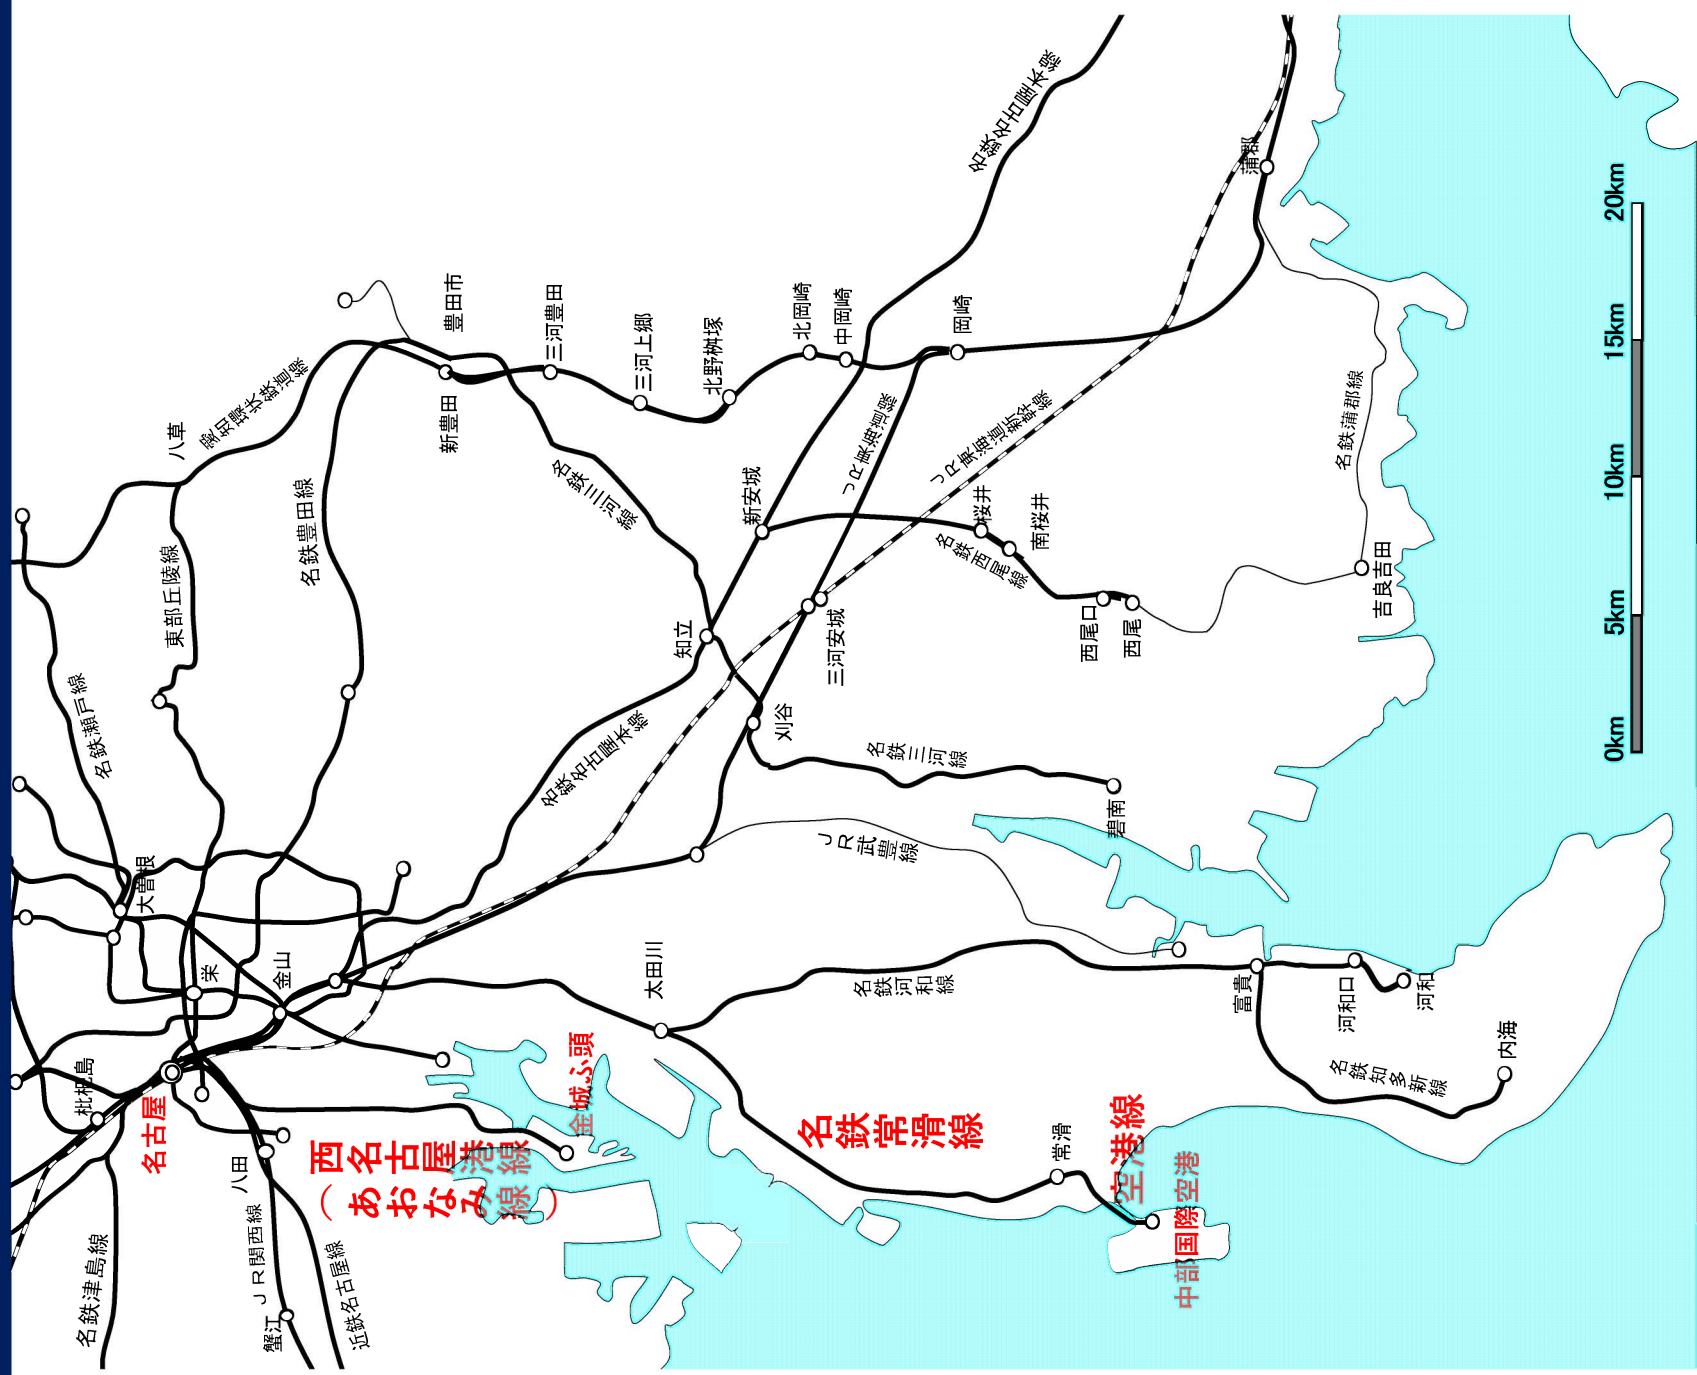 名鉄名古屋本線
蒲郡
豊田市
三河豊田
三河上郷
北野桝塚
北岡崎
中岡崎
岡崎
新豊田
八草
愛知環状鉄道線
名鉄豊田線
東部丘陵線
名鉄瀬戸線
名鉄三河線
新安城
JR東海道線
JR東海道新幹線
桜井
南桜井
名鉄西尾線
西尾口
西尾
吉良吉田
名鉄蒲郡線
知立
三河安城
刈谷
名鉄三河線
碧南
名鉄名古屋本線
JR武豊線
大曽根
栄
金山
太田川
名鉄河和線
富貴
河和口
河和
内海
名鉄知多新線
枇杷島
名古屋
八田
西名古屋港線
(あおなみ線)
金城ふ頭
名鉄常滑線
常滑
空港線
中部国際空港
名鉄津島線
JR関西線
蟹江
近鉄名古屋線
0km
5km
10km
15km
20km